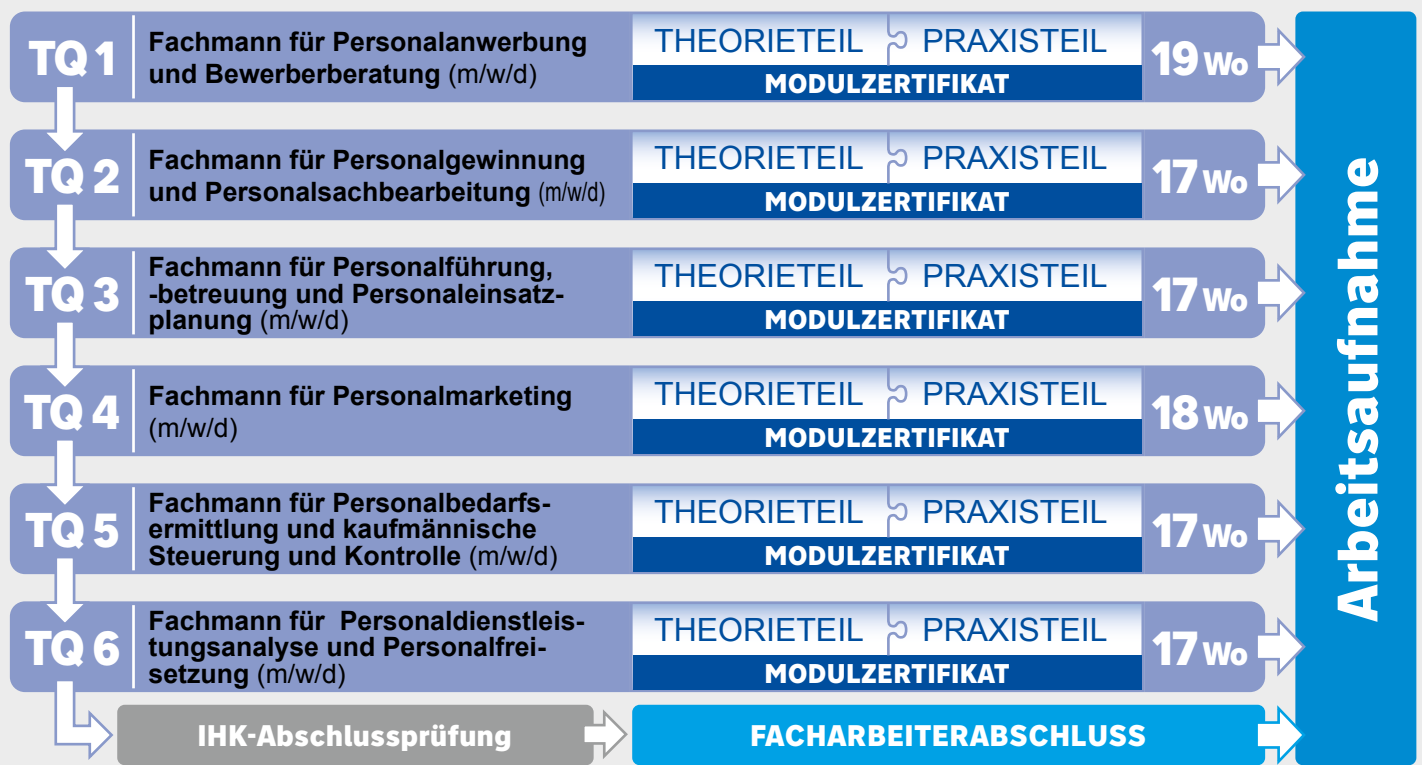 TQ 1
Fachmann für Personalanwerbung
und Bewerberberatung (m/w/d)
THEORIETEIL PRAXISTEIL
MODULZERTIFIKAT
19 Wo
TQ 2
Fachmann für Personalgewinnung
und Personalsachbearbeitung (m/w/d)
THEORIETEIL PRAXISTEIL
MODULZERTIFIKAT
17 Wo
TQ 3
Fachmann für Personalführung,
-betreuung und Personaleinsatz-
planung (m/w/d)
THEORIETEIL PRAXISTEIL
MODULZERTIFIKAT
17 Wo
TQ 4
Fachmann für Personalmarketing
(m/w/d)
THEORIETEIL PRAXISTEIL
MODULZERTIFIKAT
18 Wo
TQ 5
Fachmann für Personalbedarfs-
ermittlung und kaufmännische
Steuerung und Kontrolle (m/w/d)
THEORIETEIL PRAXISTEIL
MODULZERTIFIKAT
17 Wo
TQ 6
Fachmann für Personaldienstleis-
tungsanalyse und Personalfrei-
setzung (m/w/d)
THEORIETEIL PRAXISTEIL
MODULZERTIFIKAT
17 Wo
IHK-Abschlussprüfung
FACHARBEITERABSCHLUSS
Arbeitsaufnahme